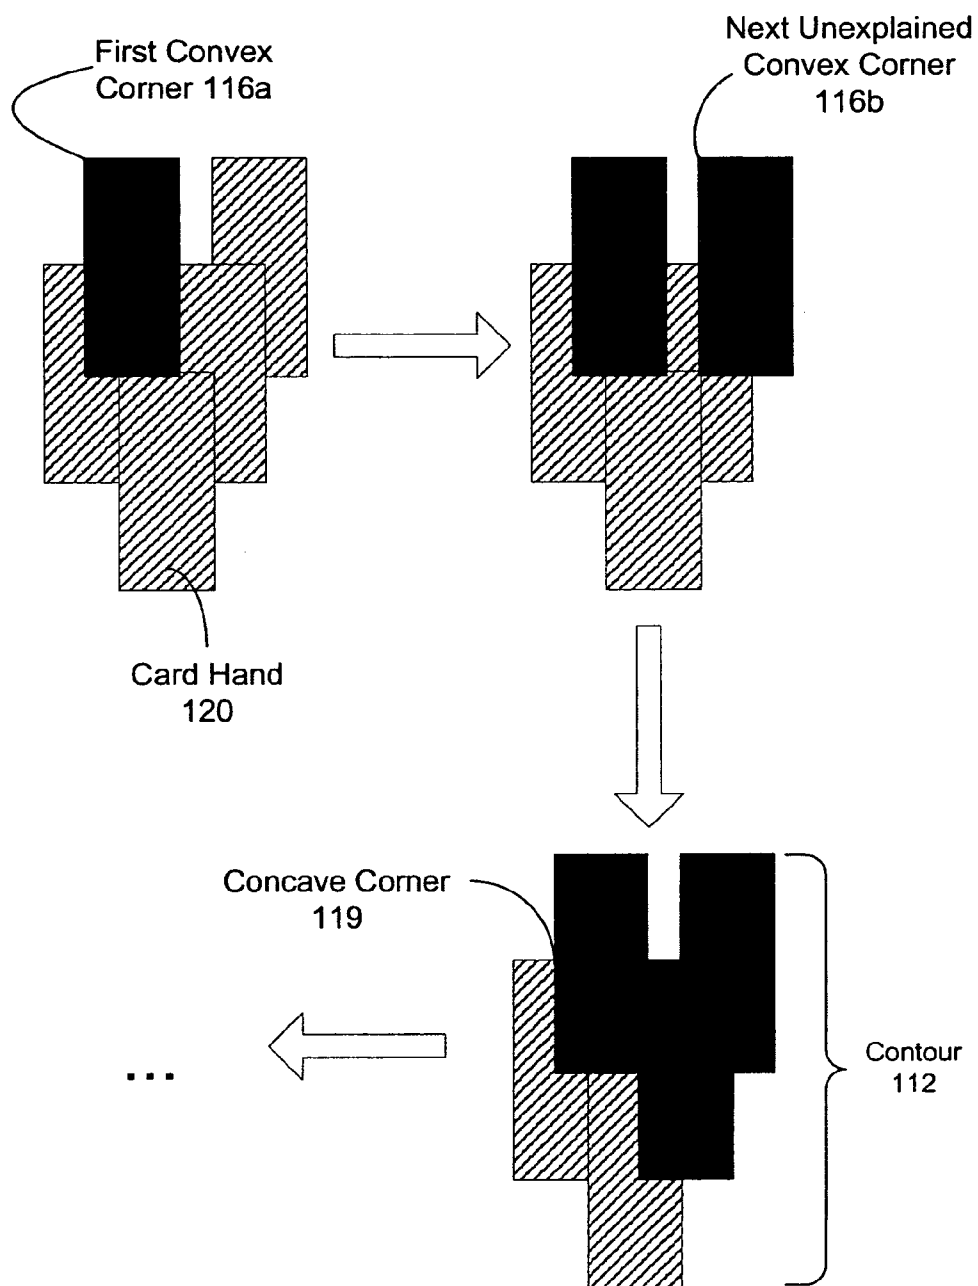 First Convex
Corner 116a
Next Unexplained
Convex Corner
116b
Card Hand
120
Concave Corner
119
Contour
112
...